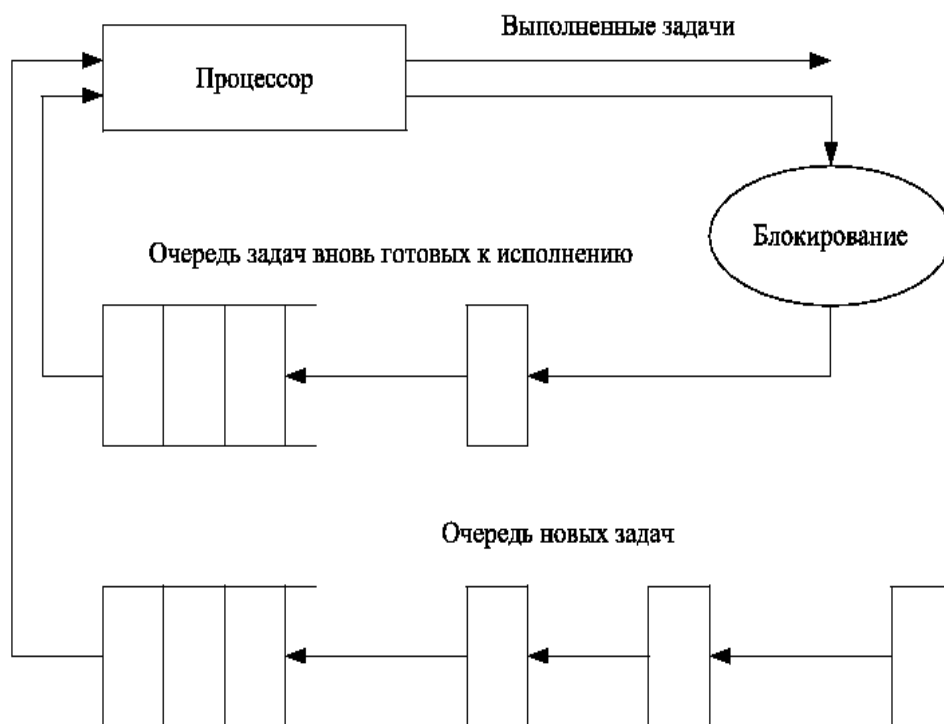 Выполненные задачи
Процессор
Блокирование
Очередь задач вновь готовых к исполнению
Очередь новых задач